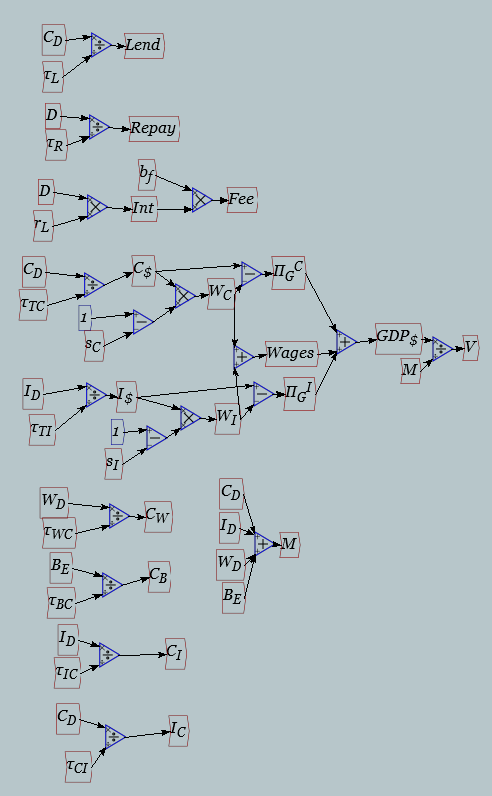 C_D ÷ Lend
τ_L
D ÷ Repay
τ_R
b_f
D × Int × Fee
r_L
C_D ÷ C_$ − Π_G^C
τ_TC
1 − × W_C
s_C
+ Wages + GDP_$ ÷ V
M
I_D ÷ I_$ − Π_G^I
τ_TI
1 − × W_I
s_I
W_D ÷ C_W
τ_WC
B_E ÷ C_B
τ_BC
I_D ÷ C_I
τ_IC
C_D ÷ I_C
τ_CI
C_D
I_D
+ M
W_D
B_E